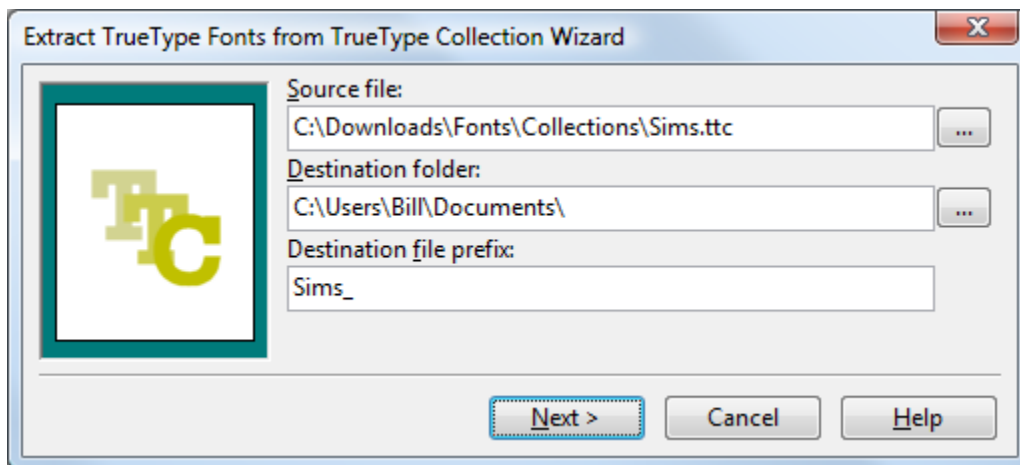 Extract TrueType Fonts from TrueType Collection Wizard
Source file:
C:\Downloads\Fonts\Collections\Sims.ttc
...
Destination folder:
C:\Users\Bill\Documents\
...
Destination file prefix:
Sims_
TTC
Next >
Cancel
Help